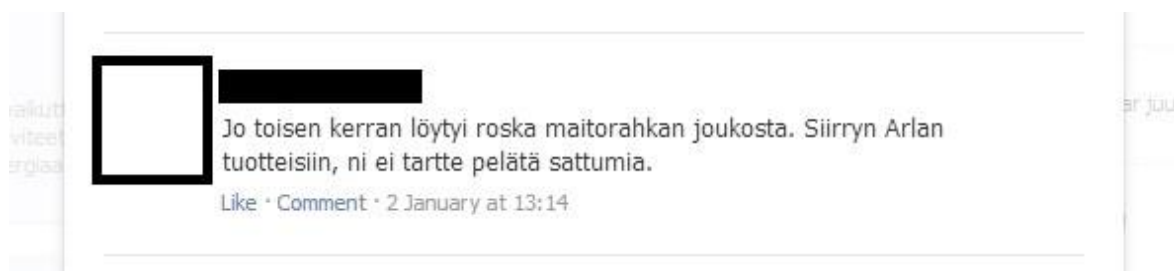 Jo toisen kerran löytyi roska maitorahkan joukosta. Siirryn Arlan
tuotteisiin, ni ei tartte pelätä sattumia.
Like · Comment · 2 January at 13:14